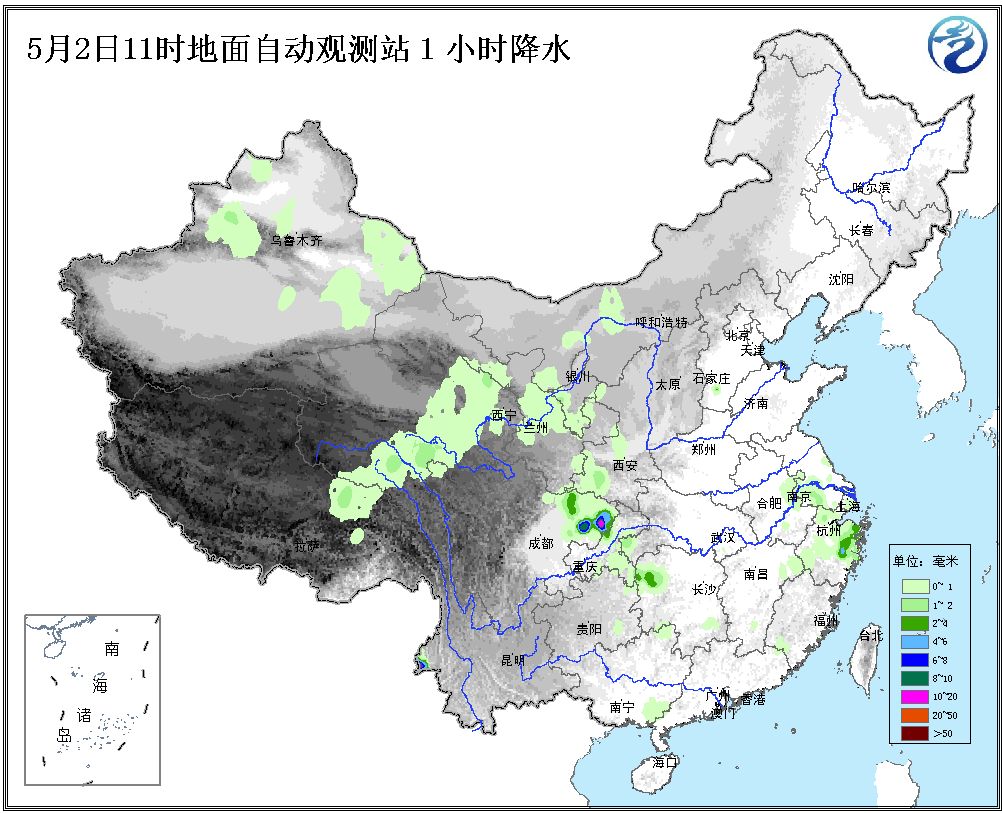 5月2日11时地面自动观测站1小时降水
哈尔滨
长春
沈阳
乌鲁木齐
呼和浩特
北京
天津
银川
太原
石家庄
济南
西宁
兰州
郑州
西安
合肥
南京
上海
成都
武汉
杭州
拉萨
重庆
南昌
长沙
贵阳
福州
台北
昆明
南宁
广州
香港
澳门
海口
南
海
诸
岛
单位：毫米
0~1
1~2
2~4
4~6
6~8
8~10
10~20
20~50
>50